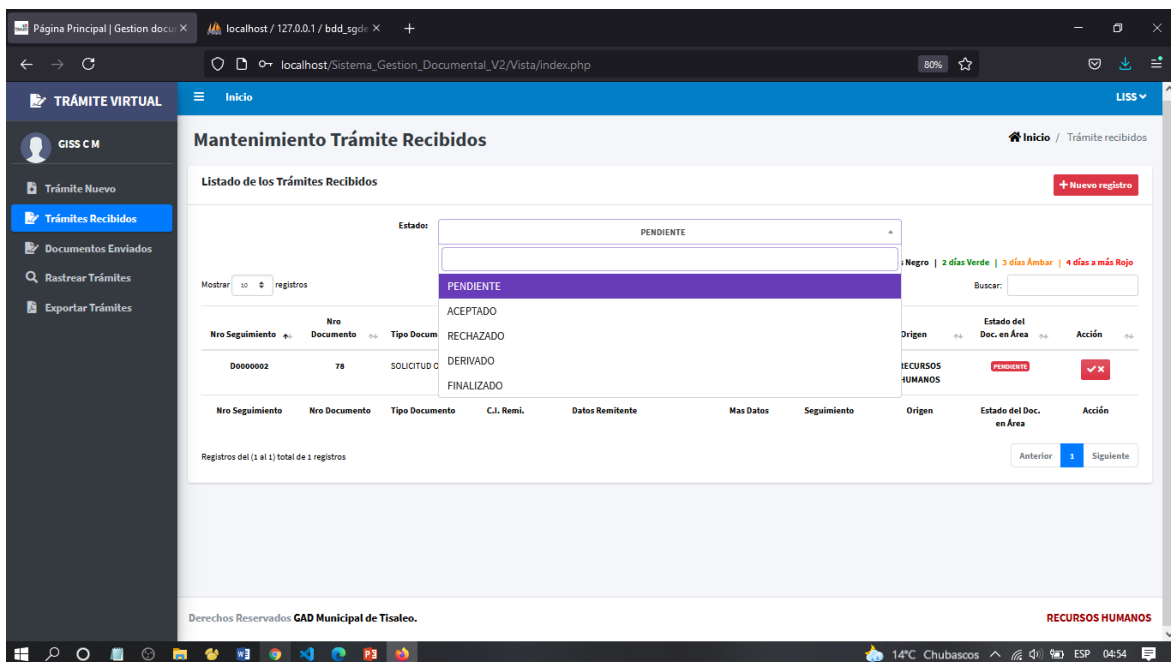 Página Principal | Gestion docu
localhost / 127.0.0.1 / bdd_sgde
localhost/Sistema_Gestion_Documental_V2/Vista/index.php
80%
TRÁMITE VIRTUAL
Inicio
LISS
GISS C M
Mantenimiento Trámite Recibidos
Inicio / Trámite recibidos
Trámite Nuevo
Trámites Recibidos
Documentos Enviados
Rastrear Trámites
Exportar Trámites
Listado de los Trámites Recibidos
+Nuevo registro
Estado:
PENDIENTE
PENDIENTE
ACEPTADO
RECHAZADO
DERIVADO
FINALIZADO
Negro | 2 días Verde | 3 días Ámbar | 4 días a más Rojo
Mostrar 10 registros
Buscar:
Nro Seguimiento Nro Documento Tipo Docum Origen Estado del Doc. en Área Acción
D0000002 78 SOLICITUD RECURSOS HUMANOS PENDIENTE
Nro Seguimiento Nro Documento Tipo Documento C.I. Remi. Datos Remitente Mas Datos Seguimiento Origen Estado del Doc. en Área Acción
Registros del (1 al 1) total de 1 registros
Anterior 1 Siguiente
Derechos Reservados GAD Municipal de Tisaleo.
RECURSOS HUMANOS
14°C Chubascos ESP 04:54